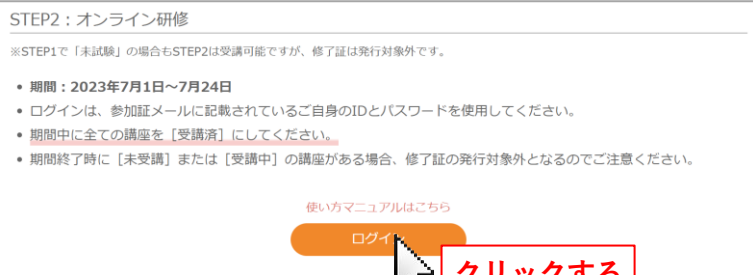 STEP2：オンライン研修
※STEP1で「未試験」の場合もSTEP2は受講可能ですが、修了証は発行対象外です。
• 期間：2023年7月1日～7月24日
• ログインは、参加証メールに記載されているご自身のIDとパスワードを使用してください。
• 期間中に全ての講座を［受講済］にしてください。
• 期間終了時に［未受講］または［受講中］の講座がある場合、修了証の発行対象外となるのでご注意ください。
使い方マニュアルはこちら
ログイ
クリックする